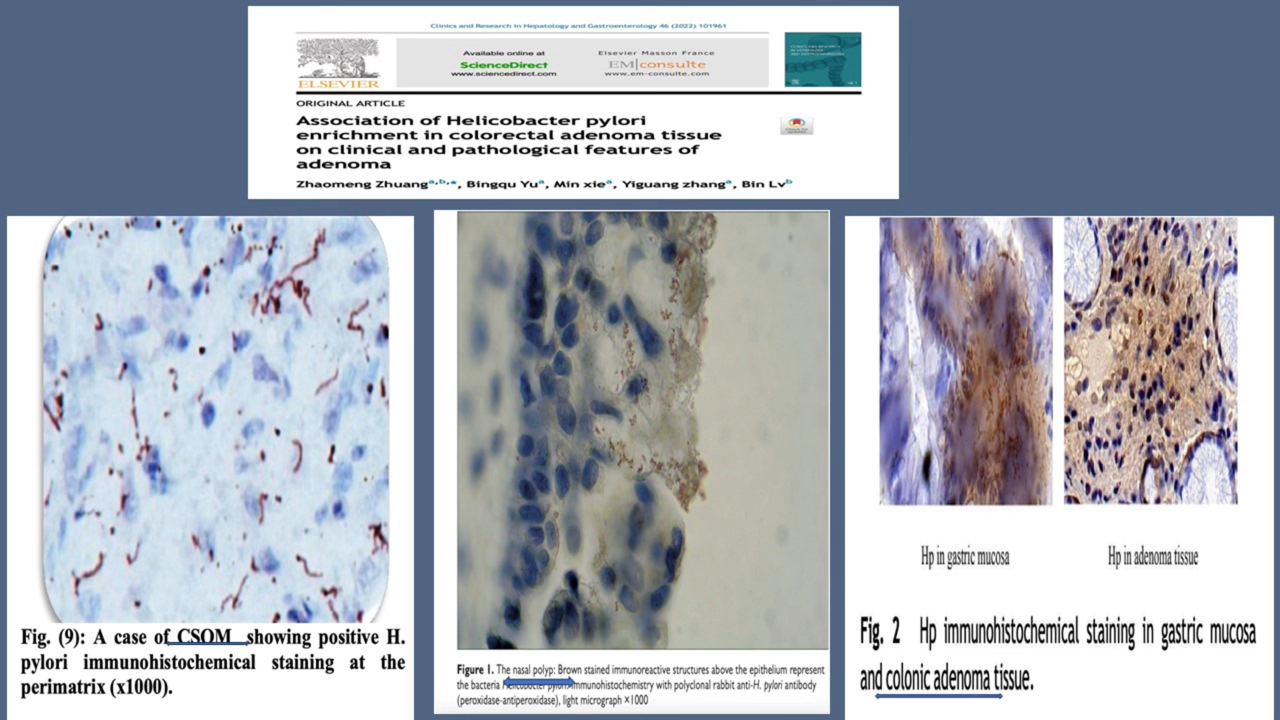 Clinics and Research in Hepatology and Gastroenterology 46 (2022) 101961
Available online at
ScienceDirect
www.sciencedirect.com
Elsevier Masson France
EM|consulte
www.em-consulte.com
ELSEVIER
ORIGINAL ARTICLE
Association of Helicobacter pylori
enrichment in colorectal adenoma tissue
on clinical and pathological features of
adenoma
Zhaomeng Zhuang a,b,*, Bingqu Yu a, Min xie a, Yiguang zhang a, Bin Lv b
Fig. (9): A case of CSOM showing positive H.
pylori immunohistochemical staining at the
perimatrix (x1000).
Figure 1. The nasal polyp: Brown stained immunoreactive structures above the epithelium represent
the bacteria Helicobacter pylori. Immunohistochemistry with polyclonal rabbit anti-H. pylori antibody
(peroxidase-antiperoxidase), light micrograph ×1000
Hp in gastric mucosa
Hp in adenoma tissue
Fig. 2 Hp immunohistochemical staining in gastric mucosa
and colonic adenoma tissue.